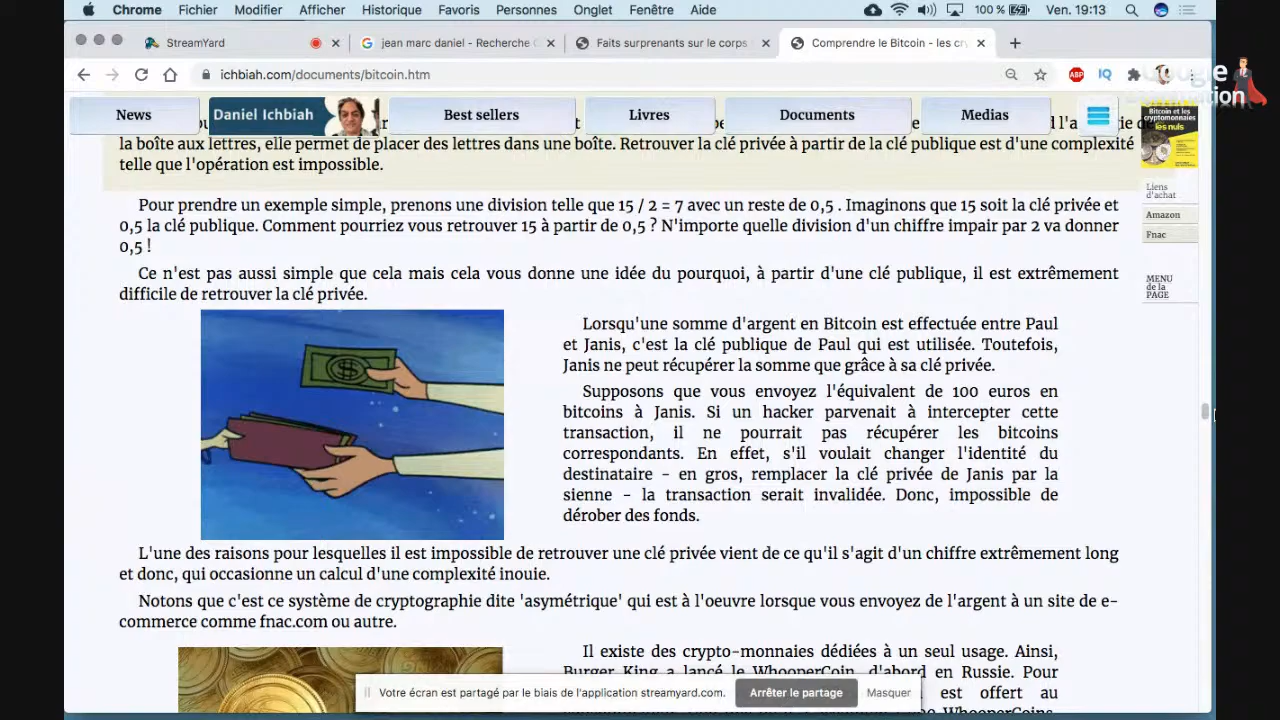 Chrome Fichier Modifier Afficher Historique Favoris Personnes Onglet Fenêtre Aide 100 % Ven. 19:13
StreamYard
jean marc daniel - Recherche
Faits surprenants sur le corps
Comprendre le Bitcoin - les cr
ichbiah.com/documents/bitcoin.htm
ABP IQ
News
Daniel Ichbiah
Best sellers
Livres
Documents
Medias
la boîte aux lettres, elle permet de placer des lettres dans une boîte. Retrouver la clé privée à partir de la clé publique est d'une complexité
telle que l'opération est impossible.
Bitcoin et les
cryptomonnaies
les nuls
Liens
d'achat
Amazon
Fnac
MENU
de la
PAGE
Pour prendre un exemple simple, prenons une division telle que 15 / 2 = 7 avec un reste de 0,5 . Imaginons que 15 soit la clé privée et
0,5 la clé publique. Comment pourriez vous retrouver 15 à partir de 0,5 ? N'importe quelle division d'un chiffre impair par 2 va donner
0,5 !
Ce n'est pas aussi simple que cela mais cela vous donne une idée du pourquoi, à partir d'une clé publique, il est extrêmement
difficile de retrouver la clé privée.
Lorsqu'une somme d'argent en Bitcoin est effectuée entre Paul
et Janis, c'est la clé publique de Paul qui est utilisée. Toutefois,
Janis ne peut récupérer la somme que grâce à sa clé privée.
Supposons que vous envoyez l'équivalent de 100 euros en
bitcoins à Janis. Si un hacker parvenait à intercepter cette
transaction, il ne pourrait pas récupérer les bitcoins
correspondants. En effet, s'il voulait changer l'identité du
destinataire - en gros, remplacer la clé privée de Janis par la
sienne - la transaction serait invalidée. Donc, impossible de
dérober des fonds.
L'une des raisons pour lesquelles il est impossible de retrouver une clé privée vient de ce qu'il s'agit d'un chiffre extrêmement long
et donc, qui occasionne un calcul d'une complexité inouie.
Notons que c'est ce système de cryptographie dite 'asymétrique' qui est à l'oeuvre lorsque vous envoyez de l'argent à un site de e-
commerce comme fnac.com ou autre.
Il existe des crypto-monnaies dédiées à un seul usage. Ainsi,
Burger King a lancé le WhooperCoin, d'abord en Russie. Pour
est offert au
Votre écran est partagé par le biais de l'application streamyard.com.
Arrêter le partage
Masquer